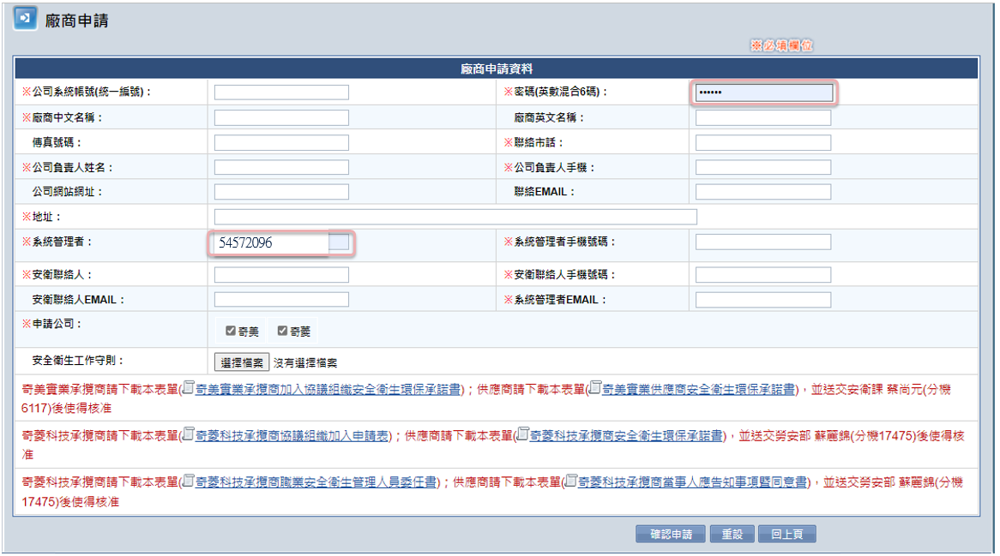 廠商申請
※必填欄位
廠商申請資料
※公司系統帳號(統一編號)： ※密碼(英數混合6碼)： ••••••
※廠商中文名稱： 廠商英文名稱：
傳真號碼： ※聯絡市話：
※公司負責人姓名： ※公司負責人手機：
公司網站網址： 聯絡EMAIL：
※地址：
※系統管理者： 54572096 ※系統管理者手機號碼：
※安衛聯絡人： ※安衛聯絡人手機號碼：
安衛聯絡人EMAIL： ※系統管理者EMAIL：
※申請公司： 奇美 奇菱
安全衛生工作守則： 選擇檔案 沒有選擇檔案
奇美實業承攬商請下載本表單(奇美實業承攬商加入協議組織安全衛生環保承諾書)；供應商請下載本表單(奇美實業供應商安全衛生環保承諾書)，並送交安衛課 蔡尚元(分機
6117)後使得核准
奇菱科技承攬商請下載本表單(奇菱科技承攬商協議組織加入申請表)；供應商請下載本表單(奇菱科技承攬商安全衛生環保承諾書)，並送交勞安部 蘇麗錦(分機17475)後使得核
准
奇菱科技承攬商請下載本表單(奇菱科技承攬商職業安全衛生管理人員委任書)；供應商請下載本表單(奇菱科技承攬商當事人應告知事項暨同意書)，並送交勞安部 蘇麗錦(分機
17475)後使得核准
確認申請 重設 回上頁